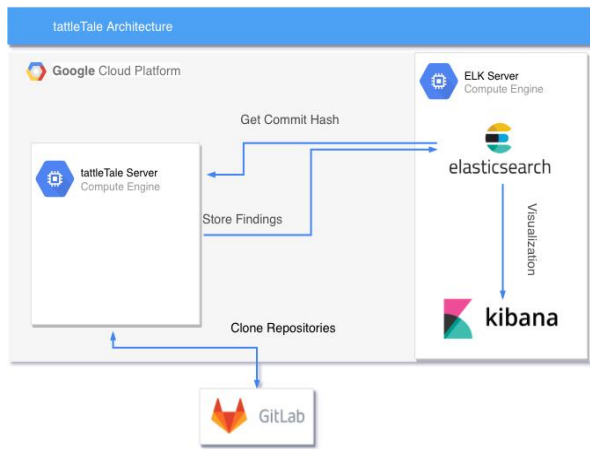 tattleTale Architecture
Google Cloud Platform
ELK Server
Compute Engine
Get Commit Hash
elasticsearch
tattleTale Server
Compute Engine
Store Findings
Visualization
kibana
Clone Repositories
GitLab